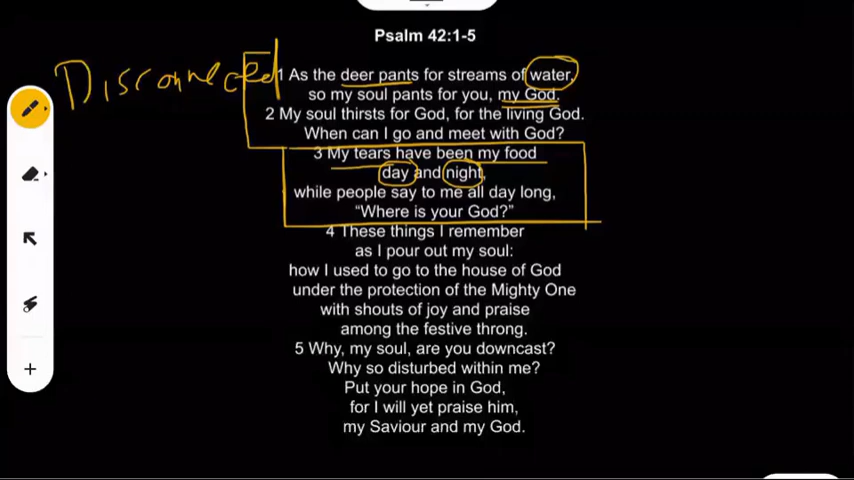 Psalm 42:1-5
Disconneced
1 As the deer pants for streams of water,
so my soul pants for you, my God.
2 My soul thirsts for God, for the living God.
When can I go and meet with God?
3 My tears have been my food
day and night,
while people say to me all day long,
“Where is your God?”
4 These things I remember
as I pour out my soul:
how I used to go to the house of God
under the protection of the Mighty One
with shouts of joy and praise
among the festive throng.
5 Why, my soul, are you downcast?
Why so disturbed within me?
Put your hope in God,
for I will yet praise him,
my Saviour and my God.